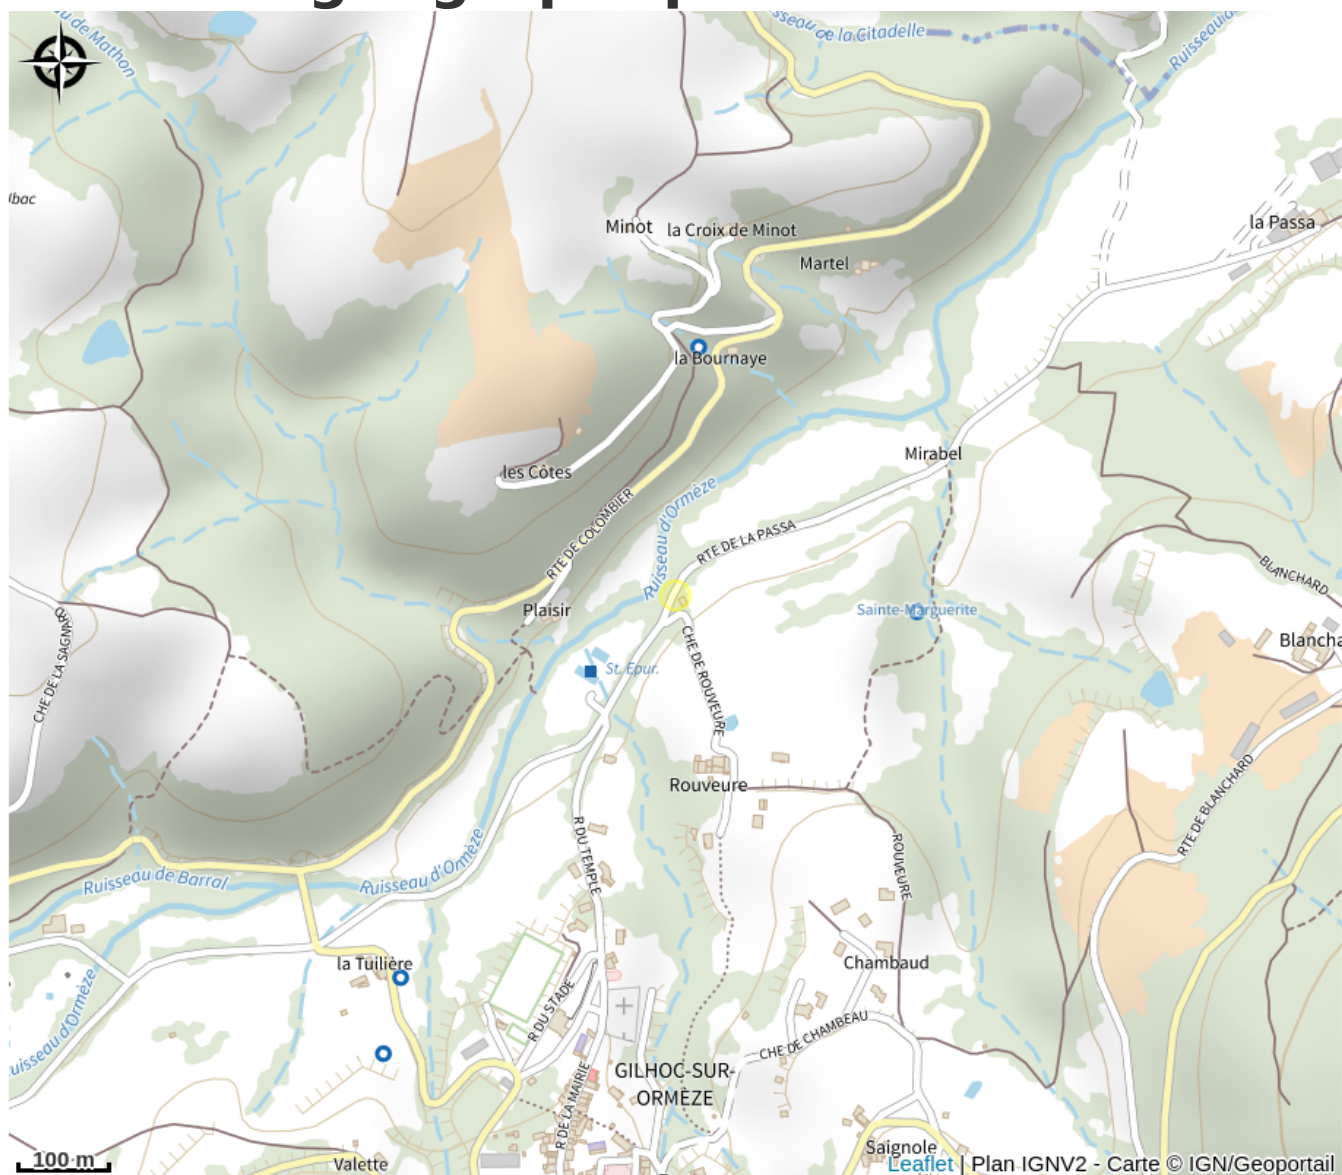 u de Mathon
Ruisseau de la Citadelle
Ruisseau d
Ubac
Minot
la Croix de Minot
la Passa
Martel
la Bournaye
Mirabel
les Côtes
RTE DE COLOMBIER
Ruisseau d'Ormèze
RTE DE LA PASSA
BLANCHARD
Plaisir
Sainte-Marguerite
CHE DE LA SAGNARD
Blancha
St. Epur.
CHE DE ROUVEURE
Rouveure
RTE DE BLANCHARD
R DU TEMPLE
Ruisseau d'Ormèze
ROUVEURE
Ruisseau de Barral
la Tuilière
Chambaud
Ruisseau d'Ormèze
R DU STADE
CHE DE CHAMBEAU
GILHOC-SUR-
ORMÈZE
R DE LA MAIRIE
Saignole
100 m
Valette
Leaflet | Plan IGNV2 - Carte © IGN/Geoportail